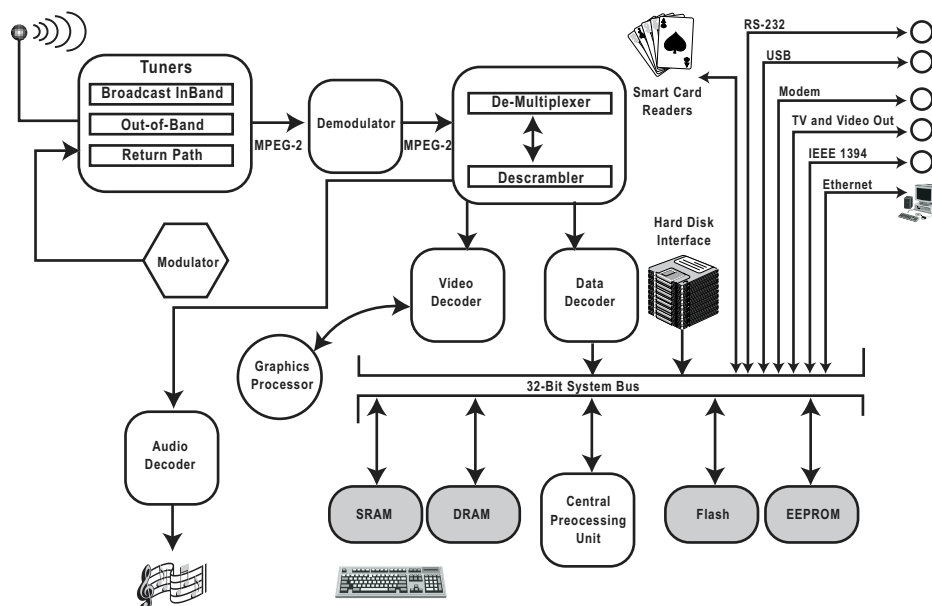 Tuners
Broadcast InBand
Out-of-Band
Return Path
MPEG-2
Demodulator
MPEG-2
De-Multiplexer
Descrambler
Smart Card
Readers
RS-232
USB
Modem
TV and Video Out
IEEE 1394
Ethernet
Modulator
Video
Decoder
Data
Decoder
Hard Disk
Interface
Graphics
Processor
32-Bit System Bus
Audio
Decoder
SRAM
DRAM
Central
Preocessing
Unit
Flash
EEPROM